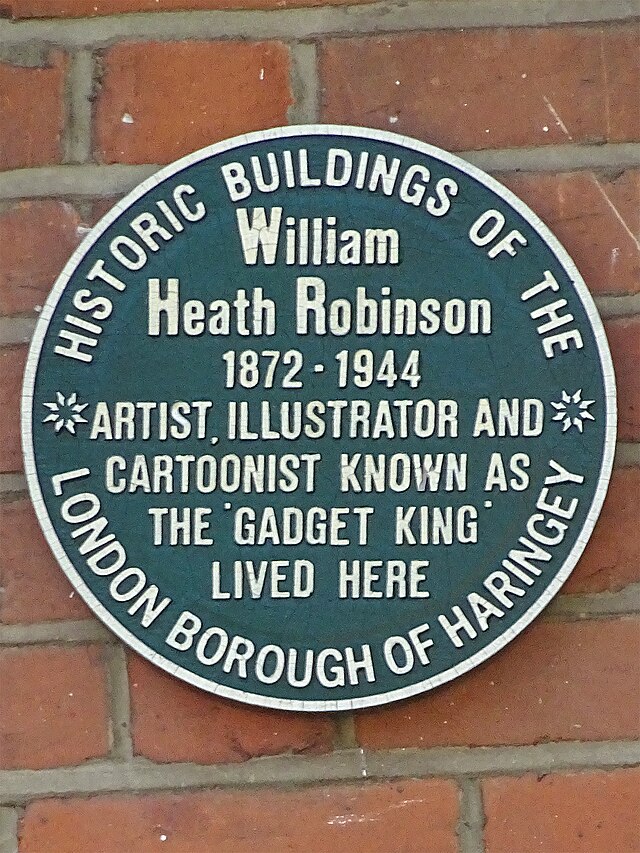 HISTORIC BUILDINGS OF THE
William
Heath Robinson
1872 - 1944
ARTIST, ILLUSTRATOR AND
CARTOONIST KNOWN AS
THE 'GADGET KING'
LIVED HERE
LONDON BOROUGH OF HARINGEY